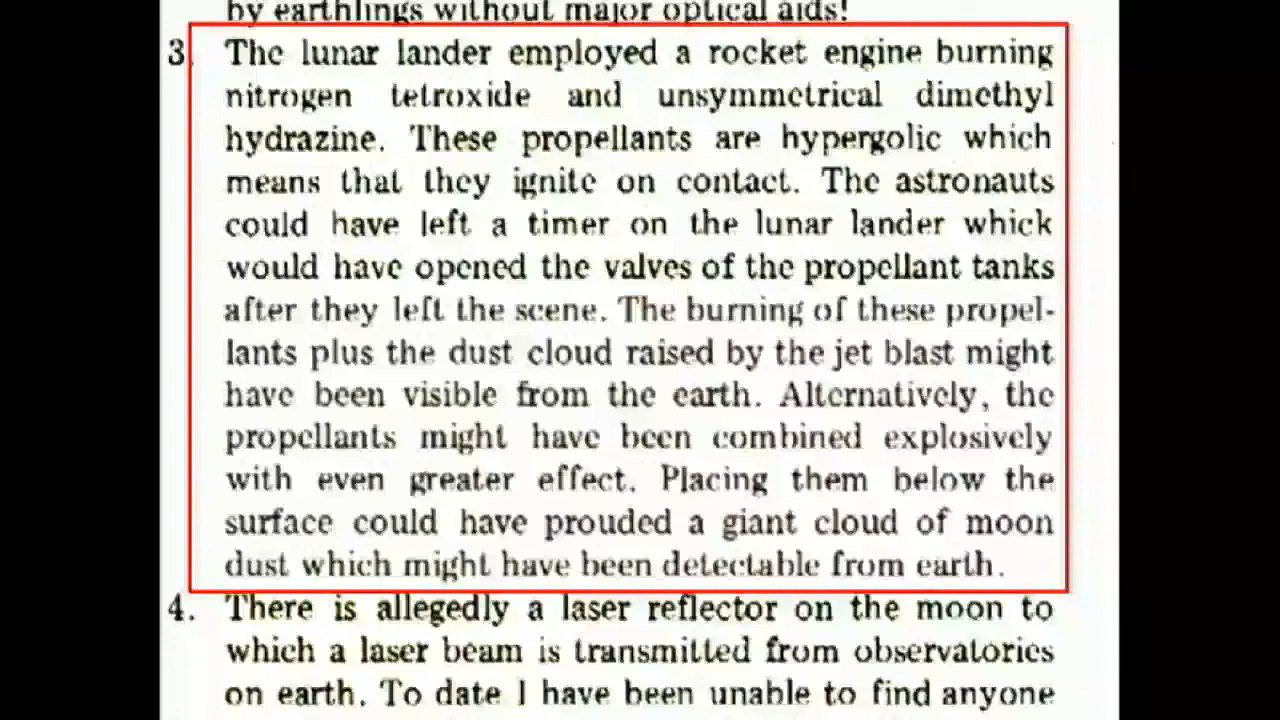 by earthlings without major optical aids!
3. The lunar lander employed a rocket engine burning
nitrogen tetroxide and unsymmetrical dimethyl
hydrazine. These propellants are hypergolic which
means that they ignite on contact. The astronauts
could have left a timer on the lunar lander whick
would have opened the valves of the propellant tanks
after they left the scene. The burning of these propel-
lants plus the dust cloud raised by the jet blast might
have been visible from the earth. Alternatively, the
propellants might have been combined explosively
with even greater effect. Placing them below the
surface could have prouded a giant cloud of moon
dust which might have been detectable from earth.
4. There is allegedly a laser reflector on the moon to
which a laser beam is transmitted from observatories
on earth. To date I have been unable to find anyone